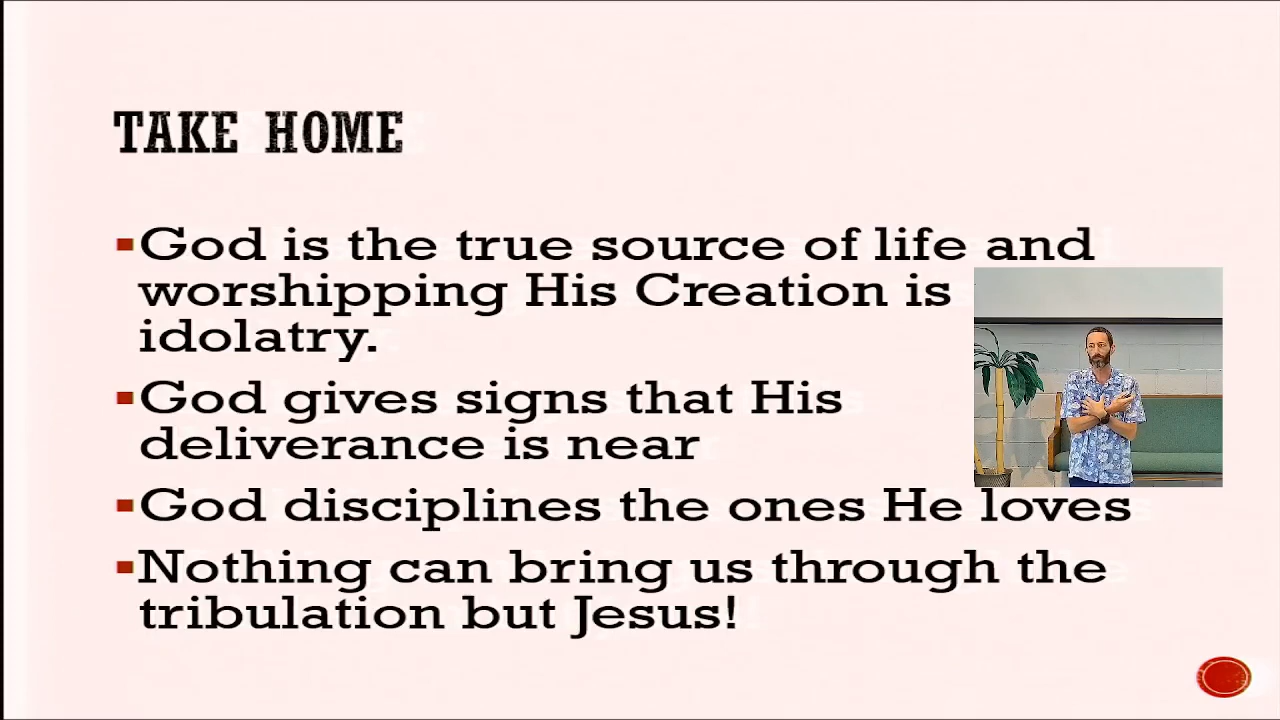 TAKE HOME
▪God is the true source of life and
worshipping His Creation is
idolatry.
▪God gives signs that His
deliverance is near
▪God disciplines the ones He loves
▪Nothing can bring us through the
tribulation but Jesus!